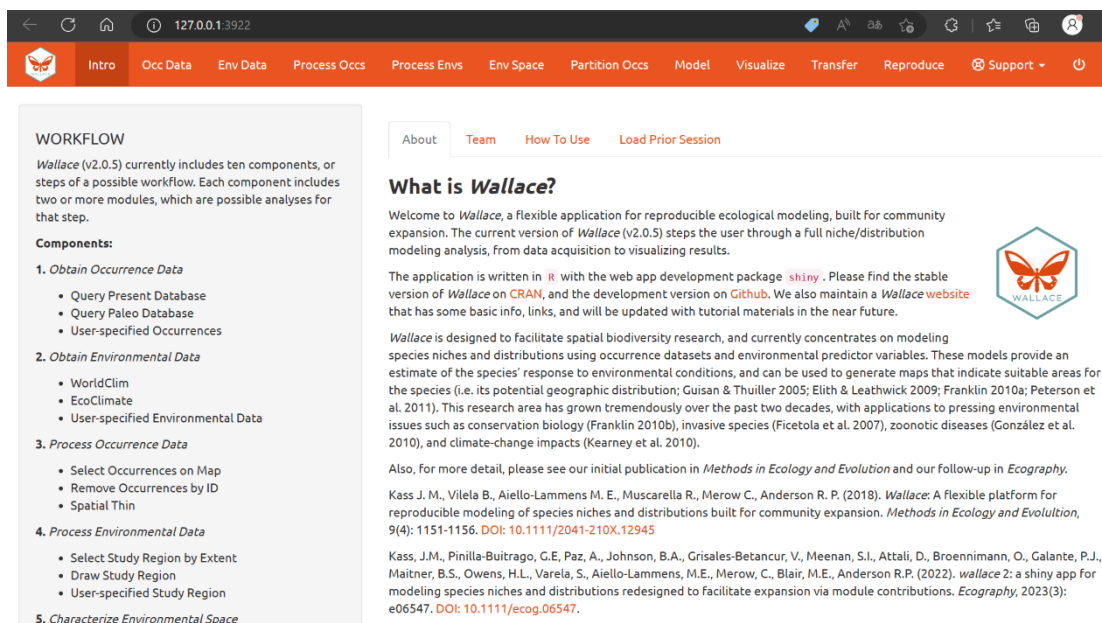 127.0.0.1:3922
Intro Occ Data Env Data Process Occs Process Envs Env Space Partition Occs Model Visualize Transfer Reproduce Support
WORKFLOW
Wallace (v2.0.5) currently includes ten components, or
steps of a possible workflow. Each component includes
two or more modules, which are possible analyses for
that step.
Components:
1. Obtain Occurrence Data
• Query Present Database
• Query Paleo Database
• User-specified Occurrences
2. Obtain Environmental Data
• WorldClim
• EcoClimate
• User-specified Environmental Data
3. Process Occurrence Data
• Select Occurrences on Map
• Remove Occurrences by ID
• Spatial Thin
4. Process Environmental Data
• Select Study Region by Extent
• Draw Study Region
• User-specified Study Region
5. Characterize Environmental Space
About Team How To Use Load Prior Session
What is Wallace?
Welcome to Wallace, a flexible application for reproducible ecological modeling, built for community
expansion. The current version of Wallace (v2.0.5) steps the user through a full niche/distribution
modeling analysis, from data acquisition to visualizing results.
The application is written in R with the web app development package shiny. Please find the stable
version of Wallace on CRAN, and the development version on Github. We also maintain a Wallace website
that has some basic info, links, and will be updated with tutorial materials in the near future.
WALLACE
Wallace is designed to facilitate spatial biodiversity research, and currently concentrates on modeling
species niches and distributions using occurrence datasets and environmental predictor variables. These models provide an
estimate of the species' response to environmental conditions, and can be used to generate maps that indicate suitable areas for
the species (i.e. its potential geographic distribution; Guisan & Thuiller 2005; Elith & Leathwick 2009; Franklin 2010a; Peterson et
al. 2011). This research area has grown tremendously over the past two decades, with applications to pressing environmental
issues such as conservation biology (Franklin 2010b), invasive species (Ficetola et al. 2007), zoonotic diseases (González et al.
2010), and climate-change impacts (Kearney et al. 2010).
Also, for more detail, please see our initial publication in Methods in Ecology and Evolution and our follow-up in Ecography.
Kass J. M., Vilela B., Aiello-Lammens M. E., Muscarella R., Merow C., Anderson R. P. (2018). Wallace: A flexible platform for
reproducible modeling of species niches and distributions built for community expansion. Methods in Ecology and Evolultion,
9(4): 1151-1156. DOI: 10.1111/2041-210X.12945
Kass, J.M., Pinilla-Buitrago, G.E, Paz, A., Johnson, B.A., Grisales-Betancur, V., Meenan, S.I., Attali, D., Broennimann, O., Galante, P.J.,
Maitner, B.S., Owens, H.L., Varela, S., Aiello-Lammens, M.E., Merow, C., Blair, M.E., Anderson R.P. (2022). wallace 2: a shiny app for
modeling species niches and distributions redesigned to facilitate expansion via module contributions. Ecography, 2023(3):
e06547. DOI: 10.1111/ecog.06547.